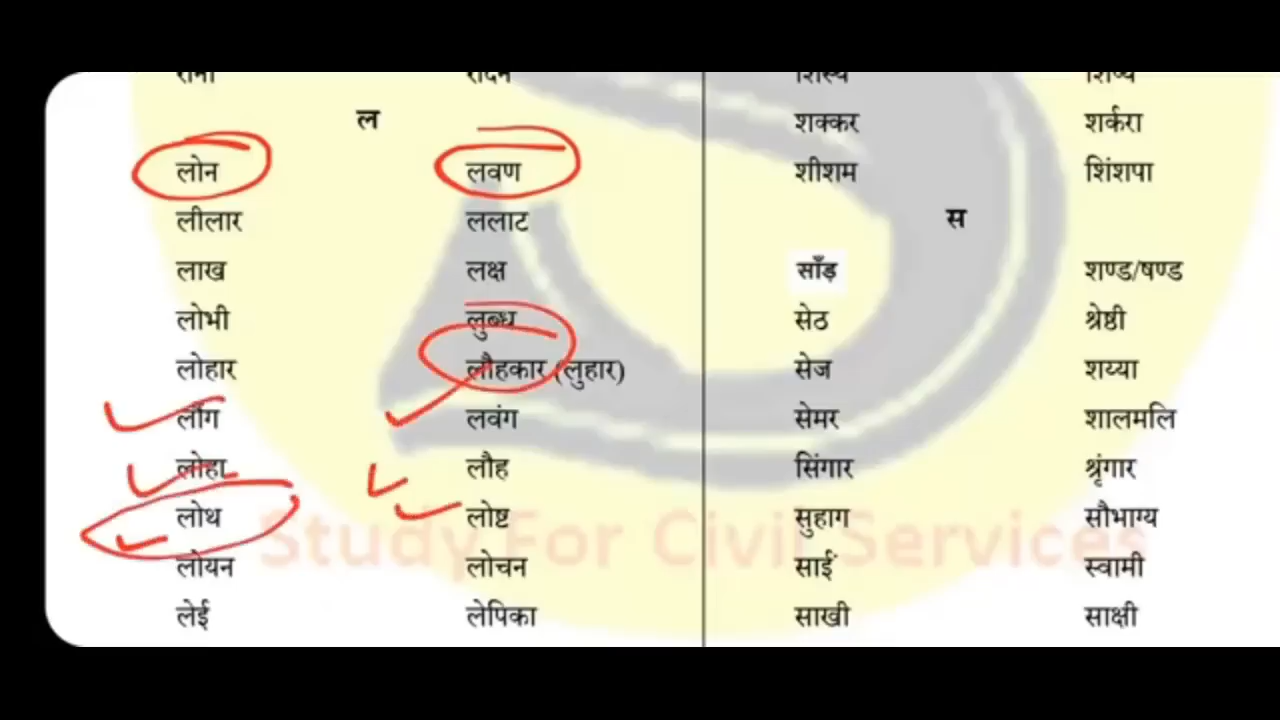 ल
लोन लवण
लीलार ललाट
लाख लक्ष
लोभी लुब्ध
लोहार लौहकार (लुहार)
लौंग लवंग
लोहा लौह
लोथ लोष्ट
लोयन लोचन
लेई लेपिका
शक्कर शर्करा
शीशम शिंशपा
स
साँड़ शण्ड/षण्ड
सेठ श्रेष्ठी
सेज शय्या
सेमर शालमलि
सिंगार श्रृंगार
सुहाग सौभाग्य
साईं स्वामी
साखी साक्षी
Study For Civil Services